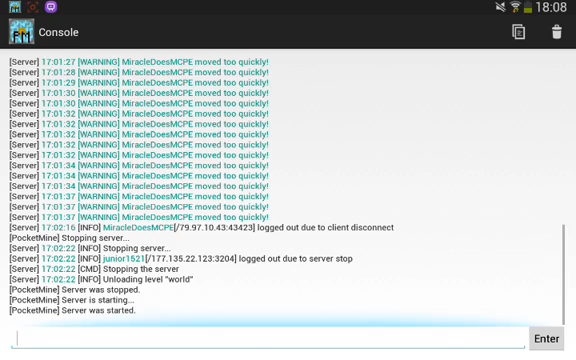 18:08
PM
Console
[Server] 17:01:27 [WARNING] MiracleDoesMCPE moved too quickly!
[Server] 17:01:28 [WARNING] MiracleDoesMCPE moved too quickly!
[Server] 17:01:29 [WARNING] MiracleDoesMCPE moved too quickly!
[Server] 17:01:30 [WARNING] MiracleDoesMCPE moved too quickly!
[Server] 17:01:30 [WARNING] MiracleDoesMCPE moved too quickly!
[Server] 17:01:32 [WARNING] MiracleDoesMCPE moved too quickly!
[Server] 17:01:32 [WARNING] MiracleDoesMCPE moved too quickly!
[Server] 17:01:32 [WARNING] MiracleDoesMCPE moved too quickly!
[Server] 17:01:32 [WARNING] MiracleDoesMCPE moved too quickly!
[Server] 17:01:32 [WARNING] MiracleDoesMCPE moved too quickly!
[Server] 17:01:34 [WARNING] MiracleDoesMCPE moved too quickly!
[Server] 17:01:34 [WARNING] MiracleDoesMCPE moved too quickly!
[Server] 17:01:34 [WARNING] MiracleDoesMCPE moved too quickly!
[Server] 17:01:37 [WARNING] MiracleDoesMCPE moved too quickly!
[Server] 17:01:37 [WARNING] MiracleDoesMCPE moved too quickly!
[Server] 17:01:37 [WARNING] MiracleDoesMCPE moved too quickly!
[Server] 17:02:16 [INFO] MiracleDoesMCPE[/79.97.10.43:43423] logged out due to client disconnect
[PocketMine] Stopping server...
[Server] 17:02:22 [INFO] Stopping server...
[Server] 17:02:22 [INFO] junior1521[/177.135.22.123:3204] logged out due to server stop
[Server] 17:02:22 [CMD] Stopping the server
[Server] 17:02:22 [INFO] Unloading level "world"
[PocketMine] Server was stopped.
[PocketMine] Server is starting...
[PocketMine] Server was started.
Enter